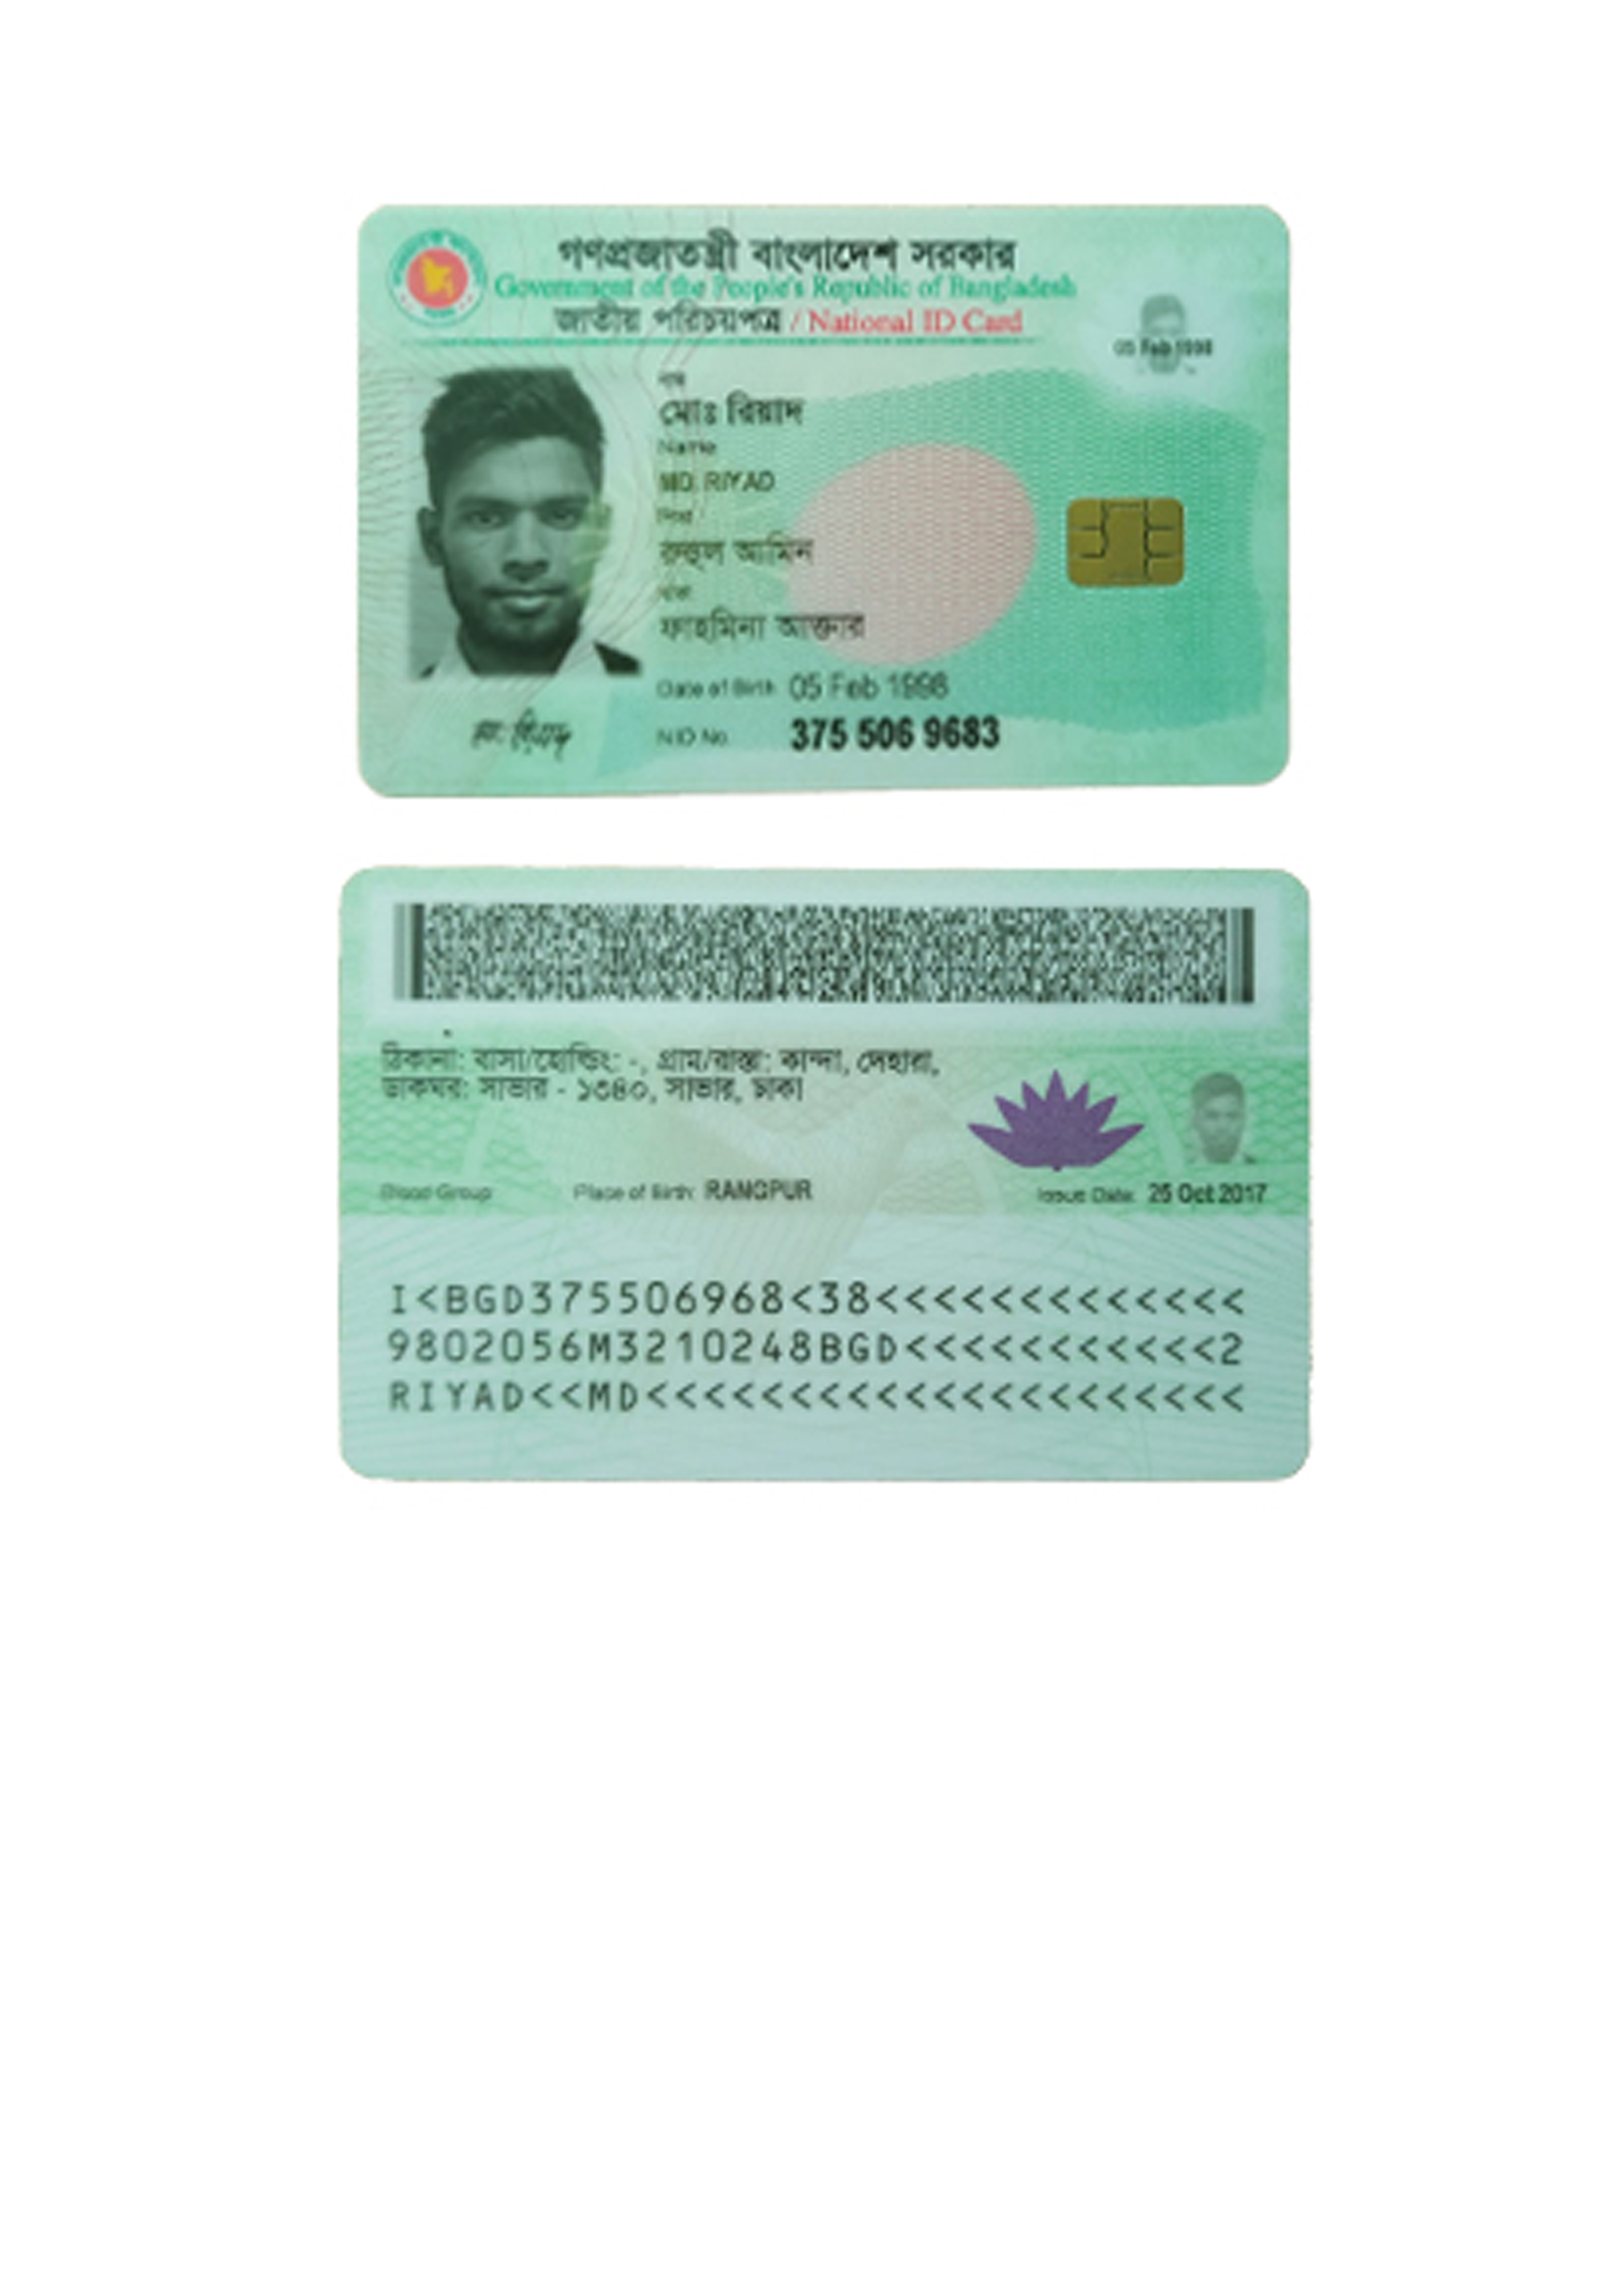 গণপ্রজাতন্ত্রী বাংলাদেশ সরকার
Government of the People's Republic of Bangladesh
জাতীয় পরিচয়পত্র / National ID Card
05 Feb 1998
নাম
মোঃ রিয়াদ
Name
MD. RIYAD
পিতা
রুহুল আমিন
মাতা
ফাহমিনা আক্তার
Date of Birth 05 Feb 1998
NID No. 375 506 9683
মোঃ রিয়াদ
ঠিকানা: বাসা/হোল্ডিং: -, গ্রাম/রাস্তা: কান্দা, দেহারা,
ডাকঘর: সাভার - ১৩৪০, সাভার, ঢাকা
Blood Group: Place of Birth: RANGPUR Issue Date: 25 Oct 2017
I<BGD375506968<38<<<<<<<<<<<<<
9802056M3210248BGD<<<<<<<<<<<2
RIYAD<<MD<<<<<<<<<<<<<<<<<<<<<